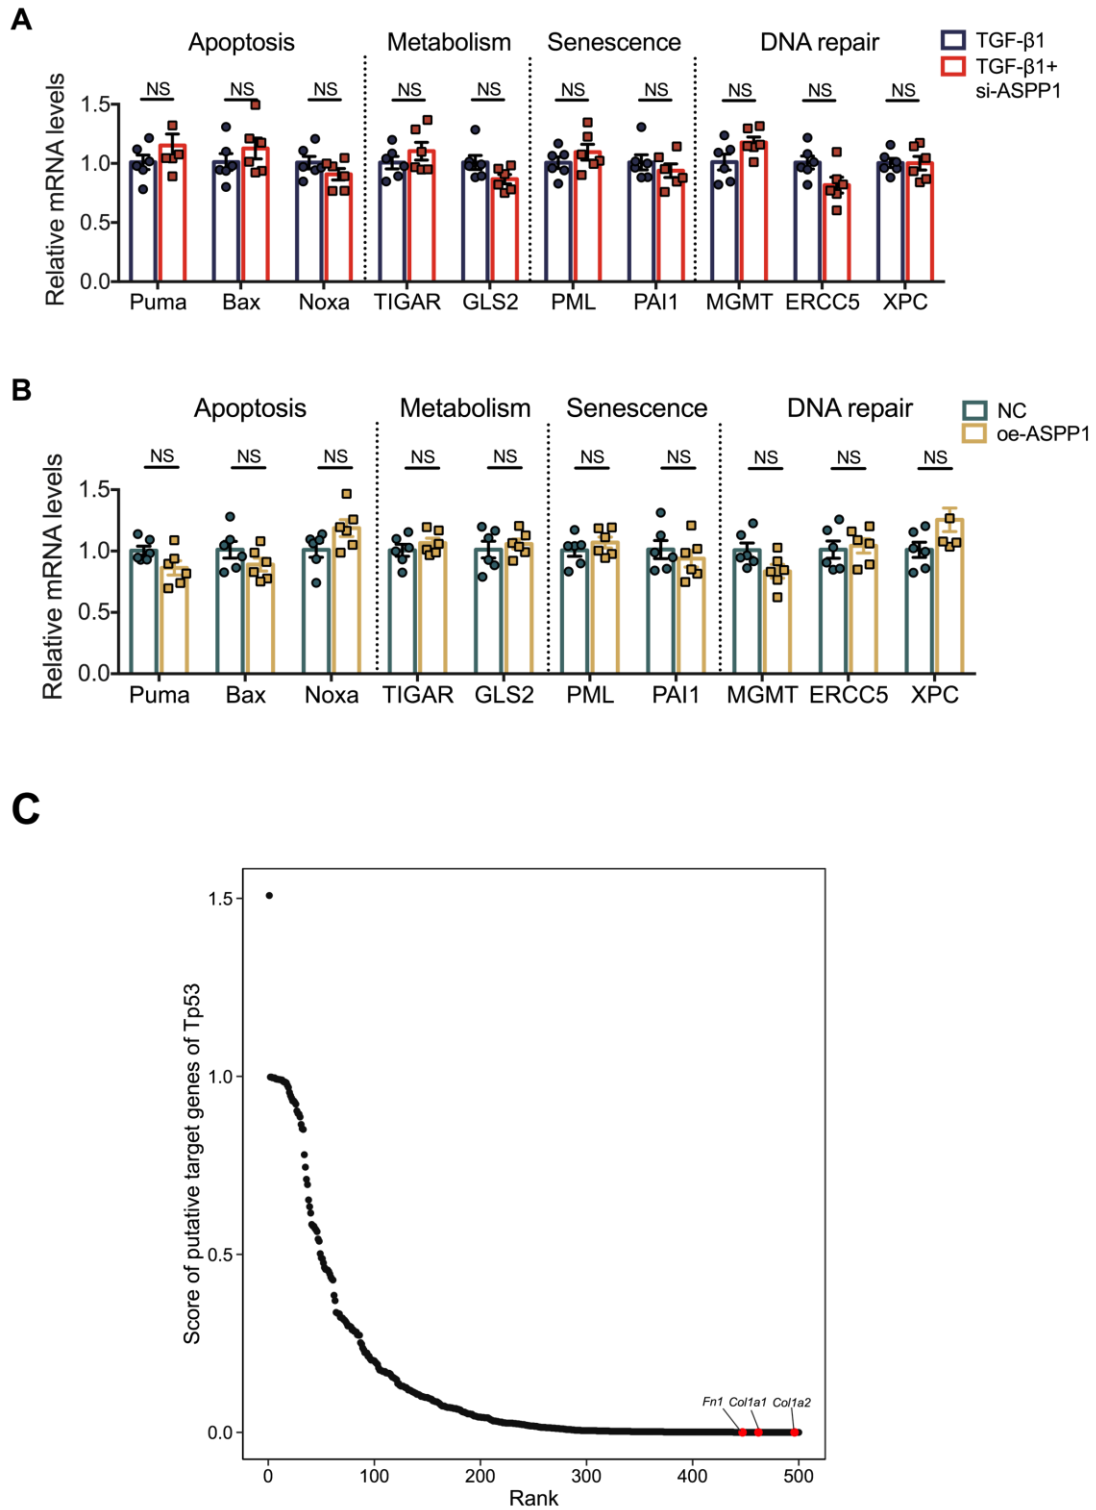 A
Apoptosis Metabolism Senescence DNA repair
TGF-β1
TGF-β1+
si-ASPP1
NS NS NS NS NS NS NS NS NS NS
Relative mRNA levels
1.5
1.0
0.5
0.0
Puma Bax Noxa TIGAR GLS2 PML PAI1 MGMT ERCC5 XPC
B
Apoptosis Metabolism Senescence DNA repair
NC
oe-ASPP1
NS NS NS NS NS NS NS NS NS NS
Relative mRNA levels
1.5
1.0
0.5
0.0
Puma Bax Noxa TIGAR GLS2 PML PAI1 MGMT ERCC5 XPC
C
Score of putative target genes of Tp53
1.5
1.0
0.5
0.0
Fn1 Col1a1 Col1a2
0 100 200 300 400 500
Rank